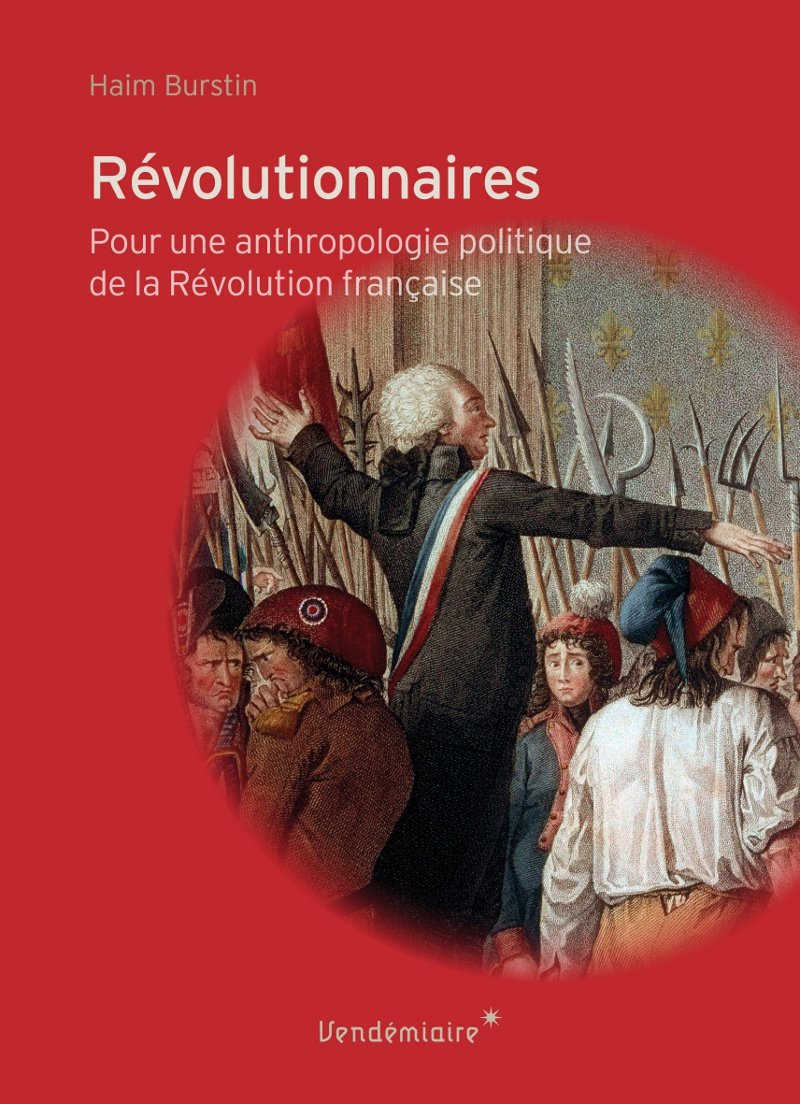 Haim Burstin
Révolutionnaires
Pour une anthropologie politique
de la Révolution française
Vendémiaire